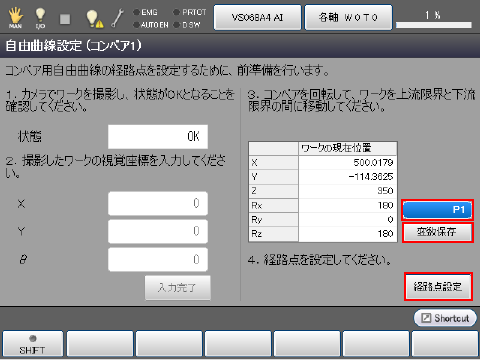 MAN
I/O
EMG
PRTCT
AUTO EN
D SW
VS068A4 AI
各軸 W0T0
1 %
自由曲線設定 (コンベア1)
コンベア用自由曲線の経路点を設定するために、前準備を行います。
1. カメラでワークを撮影し、状態がOKとなることを
確認してください。
状態
OK
2. 撮影したワークの視覚座標を入力してくださ
い。
X
0
Y
0
θ
0
入力完了
3. コンベアを回転して、ワークを上流限界と下流
限界の間に移動してください。
ワークの現在位置
X 500.0179
Y -114.3625
Z 350
Rx 180
Ry 0
Rz 180
P1
変数保存
4. 経路点を設定してください。
経路点設定
Shortcut
SHIFT